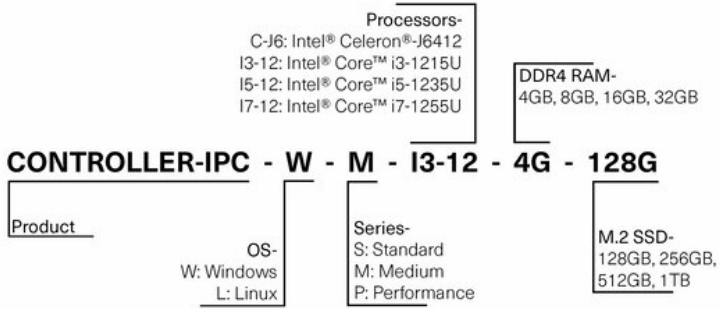 Processors-
C-J6: Intel® Celeron®-J6412
I3-12: Intel® Core™ i3-1215U
I5-12: Intel® Core™ i5-1235U
I7-12: Intel® Core™ i7-1255U
DDR4 RAM-
4GB, 8GB, 16GB, 32GB
CONTROLLER-IPC - W - M - I3-12 - 4G - 128G
Product
OS-
W: Windows
L: Linux
Series-
S: Standard
M: Medium
P: Performance
M.2 SSD-
128GB, 256GB,
512GB, 1TB